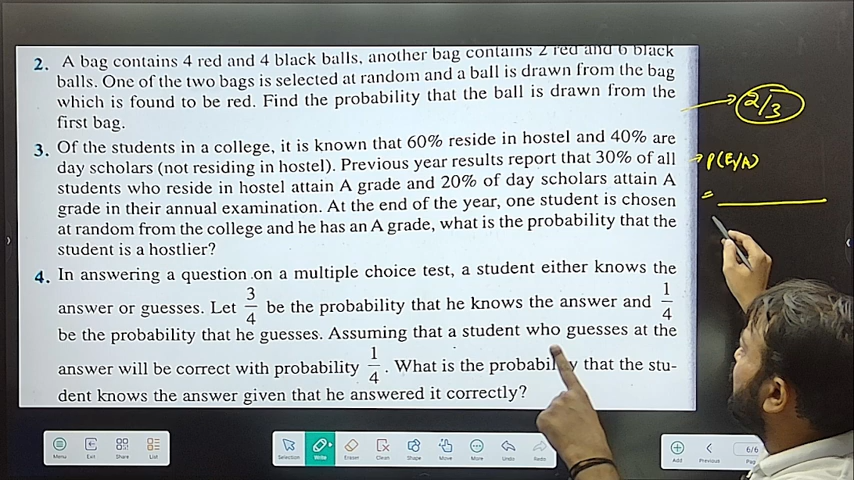 2. A bag contains 4 red and 4 black balls, another bag contains 2 red and 6 black
balls. One of the two bags is selected at random and a ball is drawn from the bag
which is found to be red. Find the probability that the ball is drawn from the
first bag.
2/3
3. Of the students in a college, it is known that 60% reside in hostel and 40% are
day scholars (not residing in hostel). Previous year results report that 30% of all
students who reside in hostel attain A grade and 20% of day scholars attain A
grade in their annual examination. At the end of the year, one student is chosen
at random from the college and he has an A grade, what is the probability that the
student is a hostlier?
=
4. In answering a question on a multiple choice test, a student either knows the
answer or guesses. Let 3/4 be the probability that he knows the answer and 1/4
be the probability that he guesses. Assuming that a student who guesses at the
answer will be correct with probability 1/4. What is the probability that the stu-
dent knows the answer given that he answered it correctly?
Menu Exit Share List Selection Write Eraser Clean Shape Move More Undo Redo Add Previous 6/6